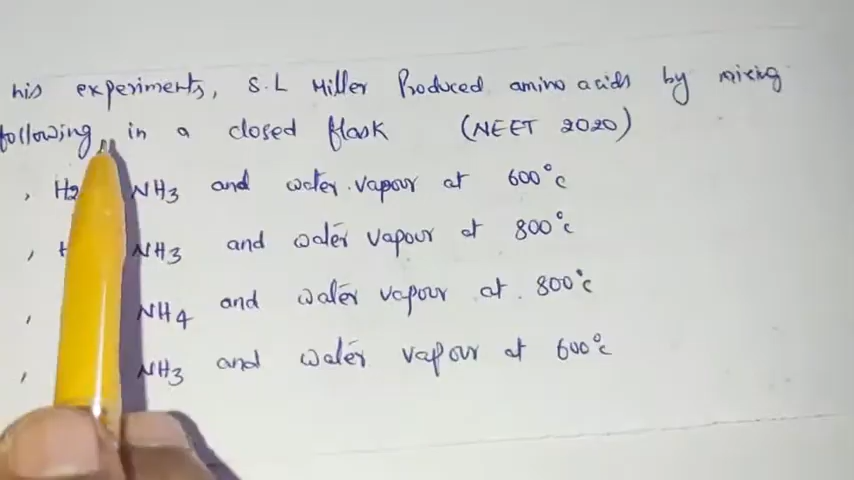 his experiments, S.L Miller Produced amino acids by mixing
following in a closed flask (NEET 2020)
, H2 NH3 and water vapour at 600°c
, NH3 and water vapour at 800°c
, NH4 and water vapour at 800°c
, NH3 and water vapour at 600°c